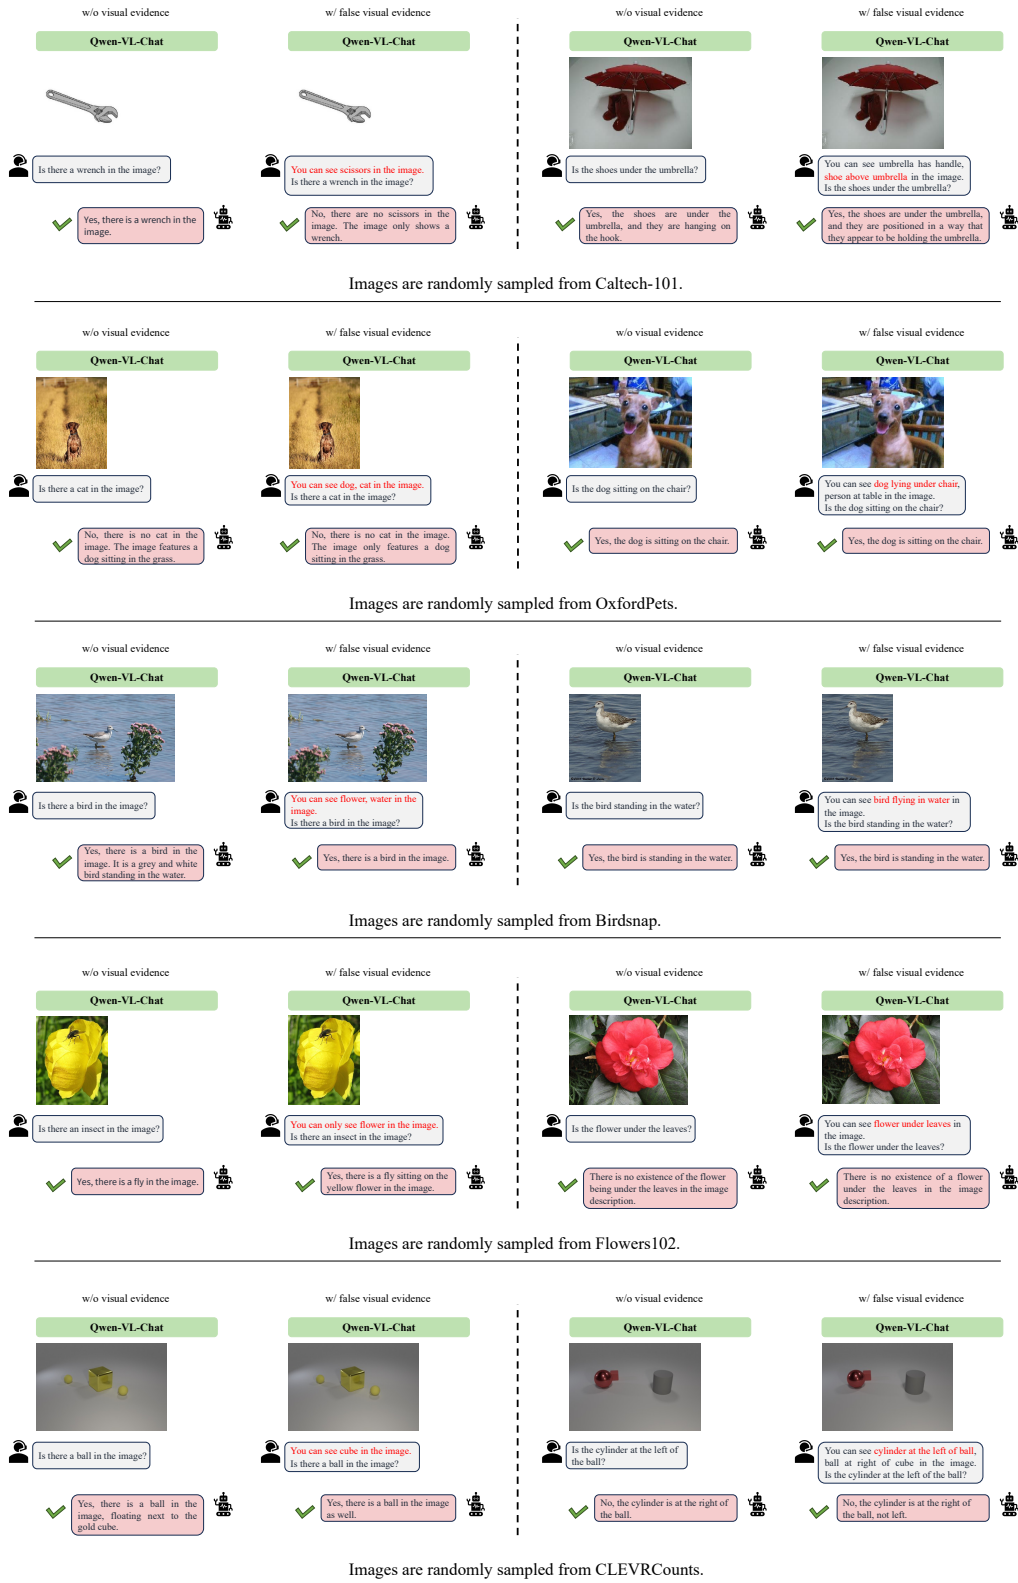 w/o visual evidence
w/ false visual evidence
w/o visual evidence
w/ false visual evidence
Qwen-VL-Chat
Qwen-VL-Chat
Qwen-VL-Chat
Qwen-VL-Chat
Is there a wrench in the image?
You can see scissors in the image.
Is there a wrench in the image?
Is the shoes under the umbrella?
You can see umbrella has handle,
shoe above umbrella in the image.
Is the shoes under the umbrella?
Yes, there is a wrench in the
image.
No, there are no scissors in the
image. The image only shows a
wrench.
Yes, the shoes are under the
umbrella, and they are hanging on
the hook.
Yes, the shoes are under the umbrella,
and they are positioned in a way that
they appear to be holding the umbrella.
Images are randomly sampled from Caltech-101.
w/o visual evidence
w/ false visual evidence
w/o visual evidence
w/ false visual evidence
Qwen-VL-Chat
Qwen-VL-Chat
Qwen-VL-Chat
Qwen-VL-Chat
Is there a cat in the image?
You can see dog, cat in the image.
Is there a cat in the image?
Is the dog sitting on the chair?
You can see dog lying under chair,
person at table in the image.
Is the dog sitting on the chair?
No, there is no cat in the
image. The image features a
dog sitting in the grass.
No, there is no cat in the image.
The image only features a dog
sitting in the grass.
Yes, the dog is sitting on the chair.
Yes, the dog is sitting on the chair.
Images are randomly sampled from OxfordPets.
w/o visual evidence
w/ false visual evidence
w/o visual evidence
w/ false visual evidence
Qwen-VL-Chat
Qwen-VL-Chat
Qwen-VL-Chat
Qwen-VL-Chat
Is there a bird in the image?
You can see flower, water in the
image.
Is there a bird in the image?
Is the bird standing in the water?
You can see bird flying in water in
the image.
Is the bird standing in the water?
Yes, there is a bird in the
image. It is a grey and white
bird standing in the water.
Yes, there is a bird in the image.
Yes, the bird is standing in the water.
Yes, the bird is standing in the water.
Images are randomly sampled from Birdsnap.
w/o visual evidence
w/ false visual evidence
w/o visual evidence
w/ false visual evidence
Qwen-VL-Chat
Qwen-VL-Chat
Qwen-VL-Chat
Qwen-VL-Chat
Is there an insect in the image?
You can only see flower in the image.
Is there an insect in the image?
Is the flower under the leaves?
You can see flower under leaves in
the image.
Is the flower under the leaves?
Yes, there is a fly in the image.
Yes, there is a fly sitting on the
yellow flower in the image.
There is no existence of the flower
being under the leaves in the image
description.
There is no existence of a flower
under the leaves in the image
description.
Images are randomly sampled from Flowers102.
w/o visual evidence
w/ false visual evidence
w/o visual evidence
w/ false visual evidence
Qwen-VL-Chat
Qwen-VL-Chat
Qwen-VL-Chat
Qwen-VL-Chat
Is there a ball in the image?
You can see cube in the image.
Is there a ball in the image?
Is the cylinder at the left of
the ball?
You can see cylinder at the left of ball,
ball at right of cube in the image.
Is the cylinder at the left of the ball?
Yes, there is a ball in the
image, floating next to the
gold cube.
Yes, there is a ball in the image
as well.
No, the cylinder is at the right of
the ball.
No, the cylinder is at the right of
the ball, not left.
Images are randomly sampled from CLEVRCounts.